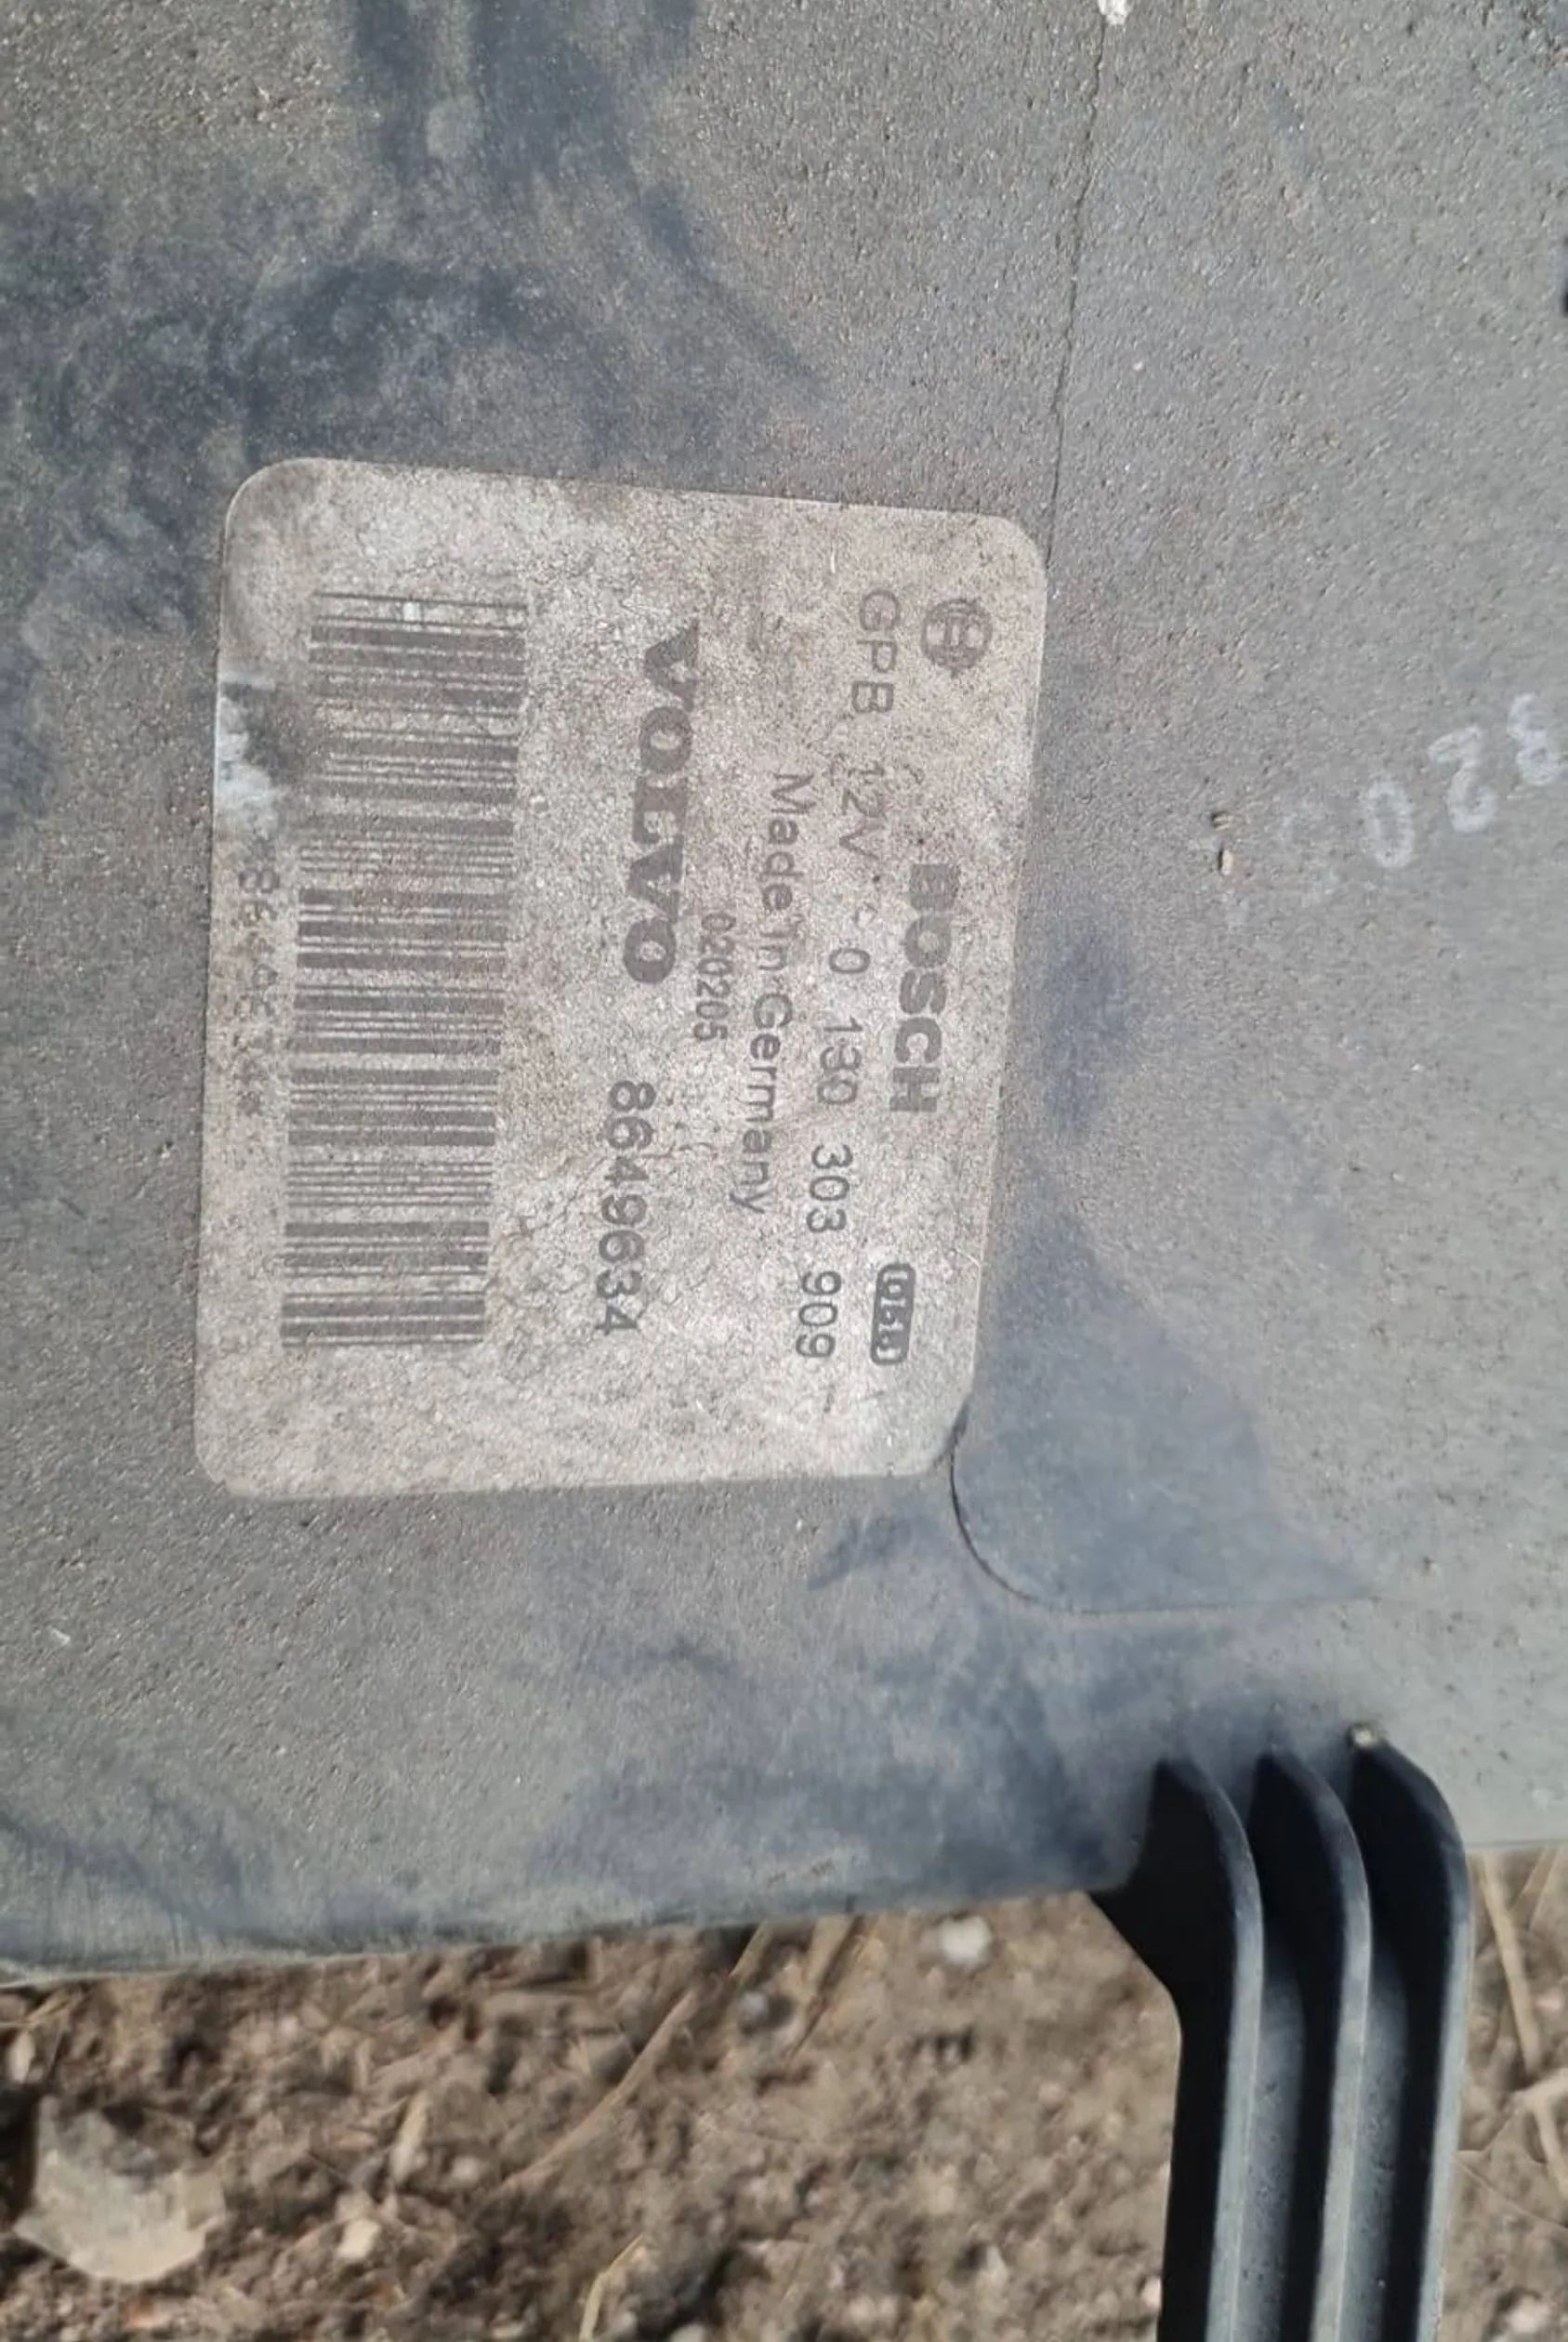 BOSCH
GPB 12V 0 130 303 909
Made in Germany
020205
VOLVO 8649634